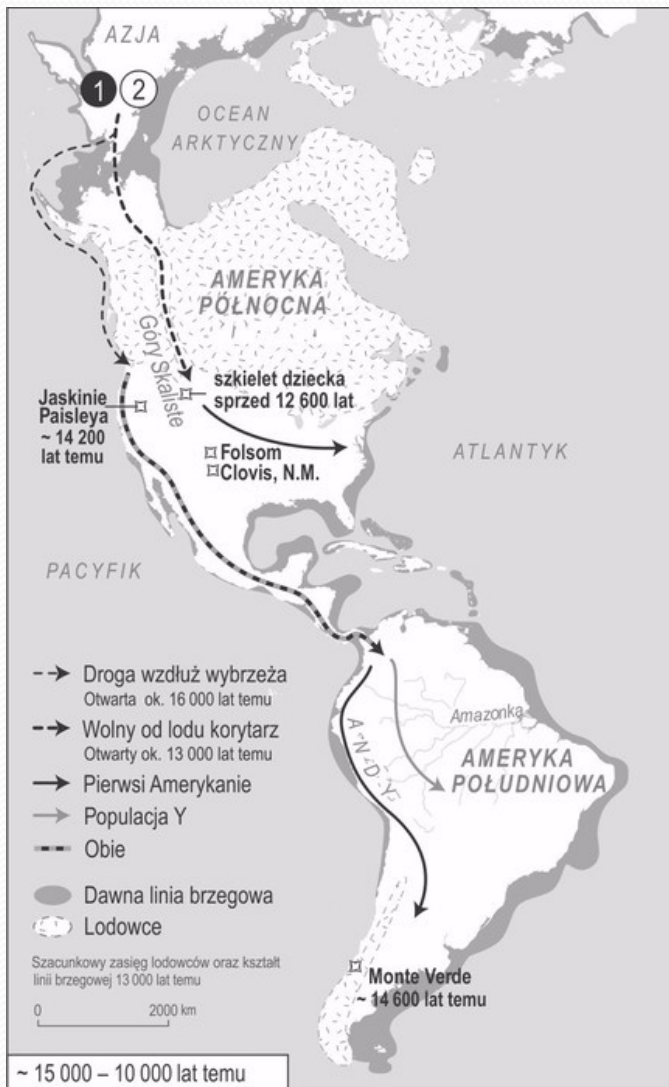 AZJA
1 2
OCEAN
ARKTYCZNY
AMERYKA
PÓŁNOCNA
Góry Skaliste
szkielet dziecka
sprzed 12 600 lat
Jaskinie
Paisleya
~ 14 200
lat temu
Folsom
Clovis, N.M.
ATLANTYK
PACYFIK
Droga wzdłuż wybrzeża
Otwarta ok. 16 000 lat temu
Wolny od lodu korytarz
Otwarty ok. 13 000 lat temu
Pierwsi Amerykanie
Populacja Y
Obie
Dawna linia brzegowa
Lodowce
Szacunkowy zasięg lodowców oraz kształt
linii brzegowej 13 000 lat temu
0 2000 km
Amazonka
ANDY
AMERYKA
POŁUDNIOWA
Monte Verde
~ 14 600 lat temu
~ 15 000 – 10 000 lat temu